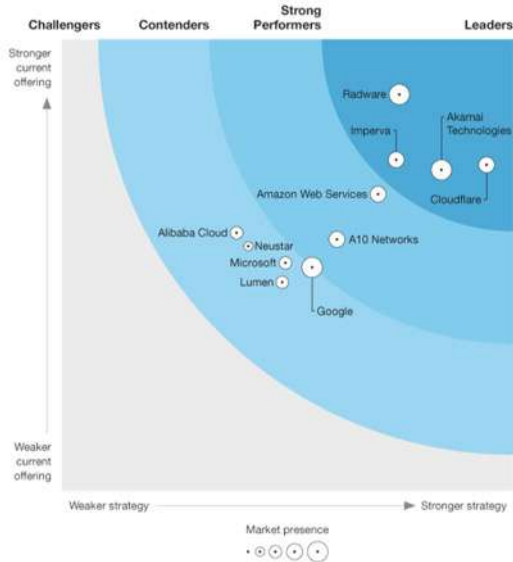 Challengers
Contenders
Strong
Performers
Leaders
Stronger
current
offering
Radware
Imperva
Akamai
Technologies
Cloudflare
Amazon Web Services
Alibaba Cloud
Neustar
A10 Networks
Microsoft
Lumen
Google
Weaker
current
offering
Weaker strategy
Stronger strategy
Market presence